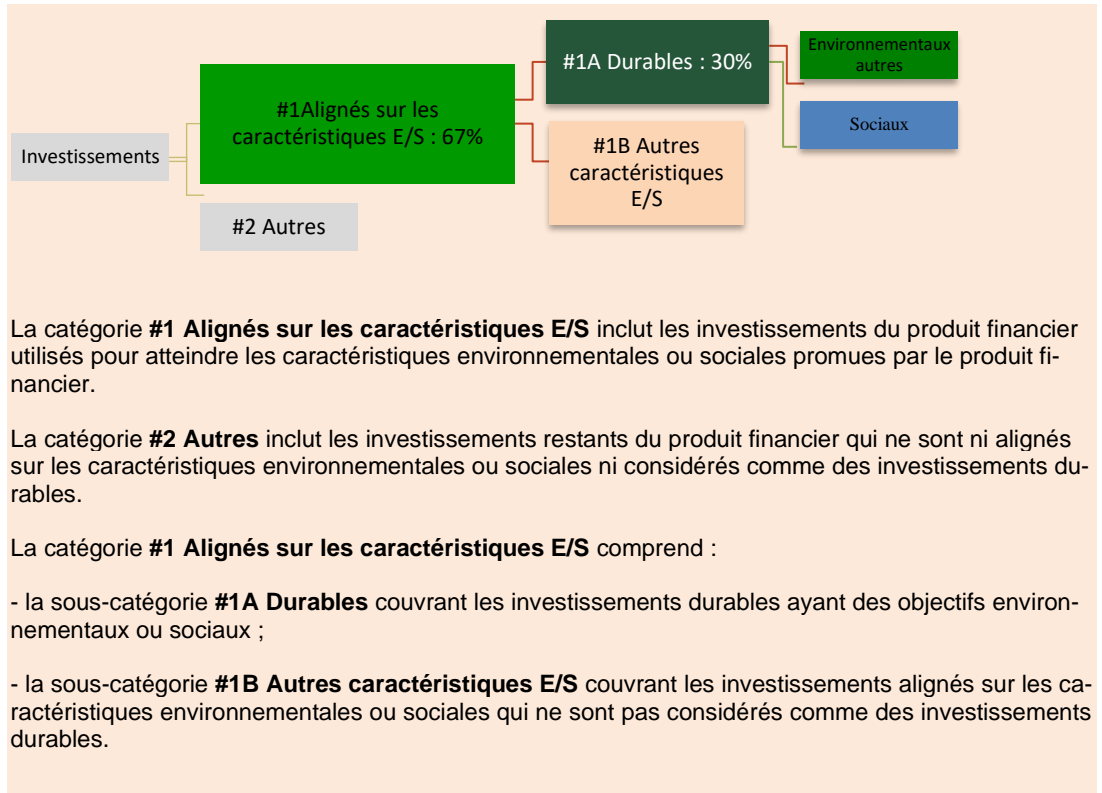 Investissements
#1Alignés sur les
caractéristiques E/S : 67%
#2 Autres
#1A Durables : 30%
#1B Autres
caractéristiques
E/S
Environnementaux
autres
Sociaux
La catégorie #1 Alignés sur les caractéristiques E/S inclut les investissements du produit financier
utilisés pour atteindre les caractéristiques environnementales ou sociales promues par le produit fi-
nancier.
La catégorie #2 Autres inclut les investissements restants du produit financier qui ne sont ni alignés
sur les caractéristiques environnementales ou sociales ni considérés comme des investissements du-
rables.
La catégorie #1 Alignés sur les caractéristiques E/S comprend :
- la sous-catégorie #1A Durables couvrant les investissements durables ayant des objectifs environ-
nementaux ou sociaux ;
- la sous-catégorie #1B Autres caractéristiques E/S couvrant les investissements alignés sur les ca-
ractéristiques environnementales ou sociales qui ne sont pas considérés comme des investissements
durables.